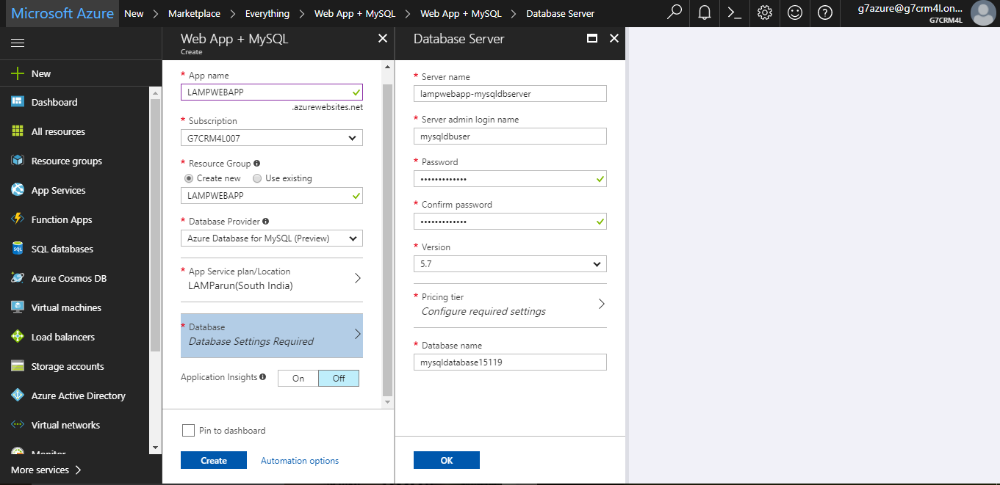 Microsoft Azure New > Marketplace > Everything > Web App + MySQL > Web App + MySQL > Database Server
g7azure@g7crm4l.on...
G7CRM4L
New
Dashboard
All resources
Resource groups
App Services
Function Apps
SQL databases
Azure Cosmos DB
Virtual machines
Load balancers
Storage accounts
Azure Active Directory
Virtual networks
Monitor
More services >
Web App + MySQL
Create
* App name
LAMPWEBAPP
.azurewebsites.net
* Subscription
G7CRM4L007
* Resource Group
Create new Use existing
LAMPWEBAPP
* Database Provider
Azure Database for MySQL (Preview)
* App Service plan/Location
LAMParun(South India)
* Database
Database Settings Required
Application Insights On Off
Pin to dashboard
Create Automation options
Database Server
* Server name
lampwebapp-mysqldbserver
* Server admin login name
mysqldbuser
* Password
•••••••••••••
* Confirm password
•••••••••••••
* Version
5.7
* Pricing tier
Configure required settings
* Database name
mysqldatabase15119
OK